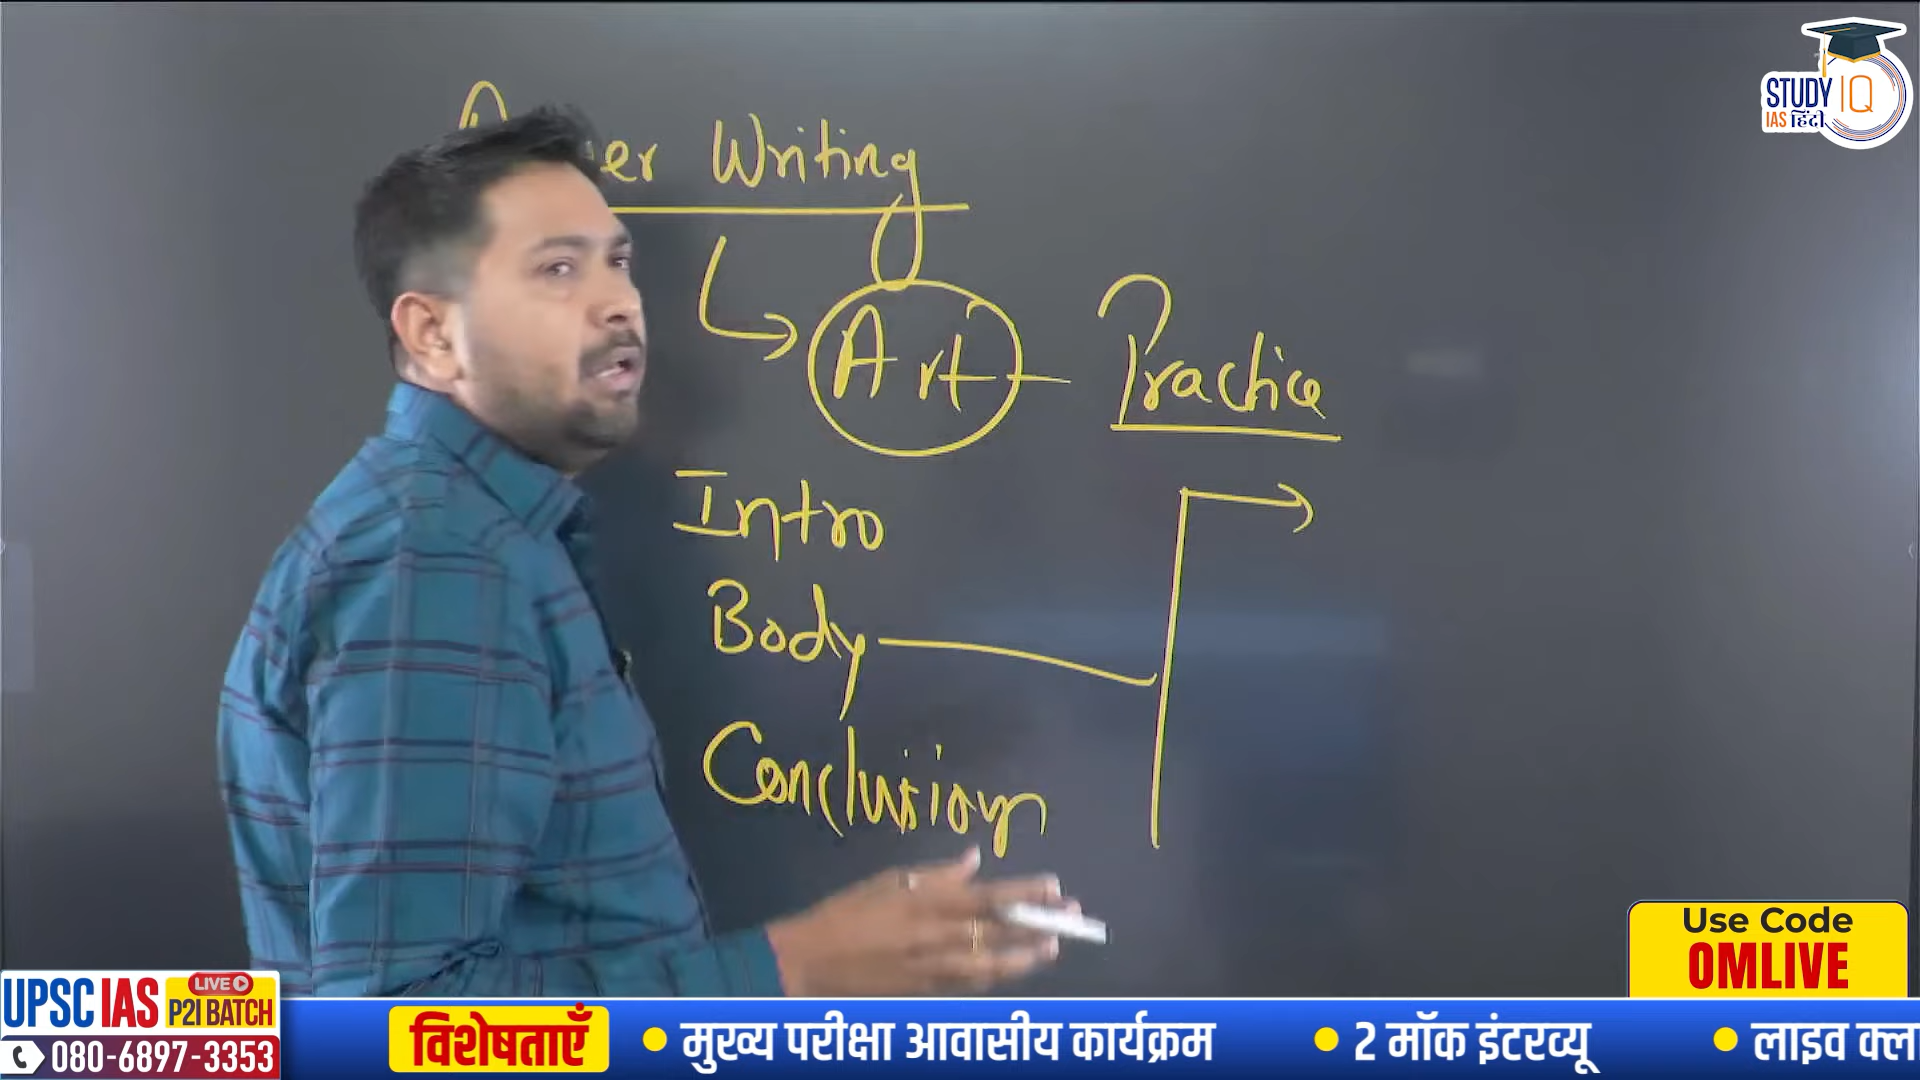 STUDY IQ
IAS हिंदी
Writing
Art
Practice
Intro
Body
Conclusion
Use Code
OMLIVE
UPSC IAS LIVE
P2I BATCH
080-6897-3353
विशेषताएँ • मुख्य परीक्षा आवासीय कार्यक्रम • 2 मॉक इंटरव्यू • लाइव क्ला